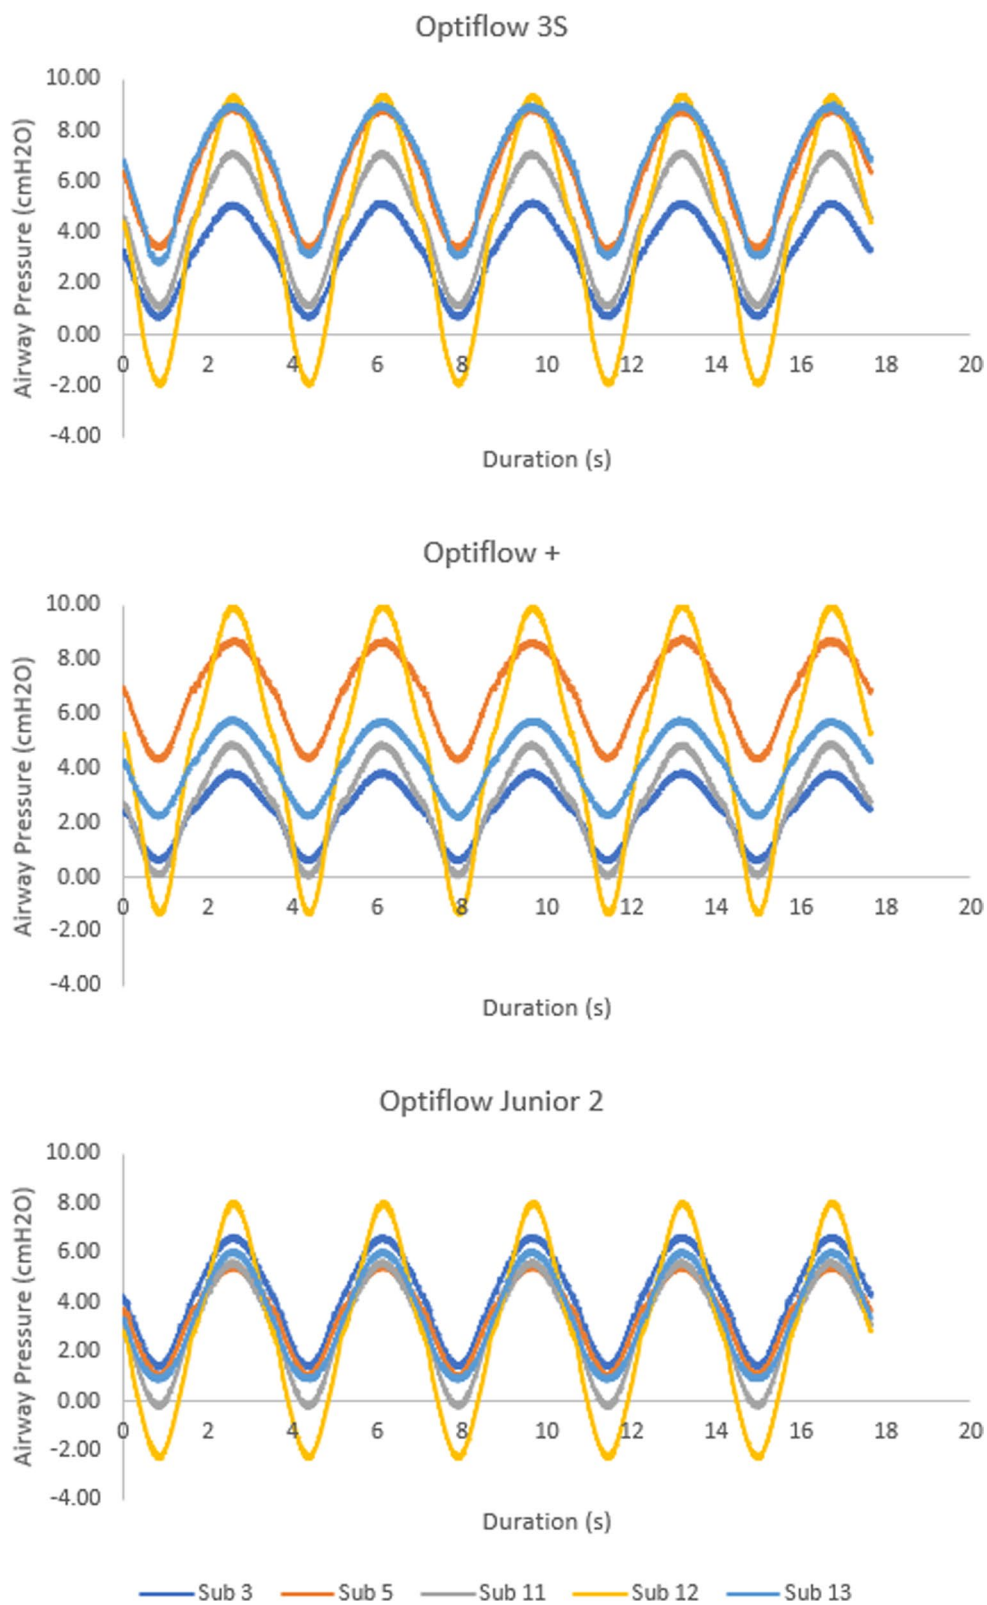 Optiflow 3S
Airway Pressure (cmH2O)
10.00
8.00
6.00
4.00
2.00
0.00
-2.00
-4.00
0 2 4 6 8 10 12 14 16 18 20
Duration (s)
Optiflow +
Airway Pressure (cmH2O)
10.00
8.00
6.00
4.00
2.00
0.00
-2.00
-4.00
0 2 4 6 8 10 12 14 16 18 20
Duration (s)
Optiflow Junior 2
Airway Pressure (cmH2O)
10.00
8.00
6.00
4.00
2.00
0.00
-2.00
-4.00
0 2 4 6 8 10 12 14 16 18 20
Duration (s)
Sub 3 Sub 5 Sub 11 Sub 12 Sub 13